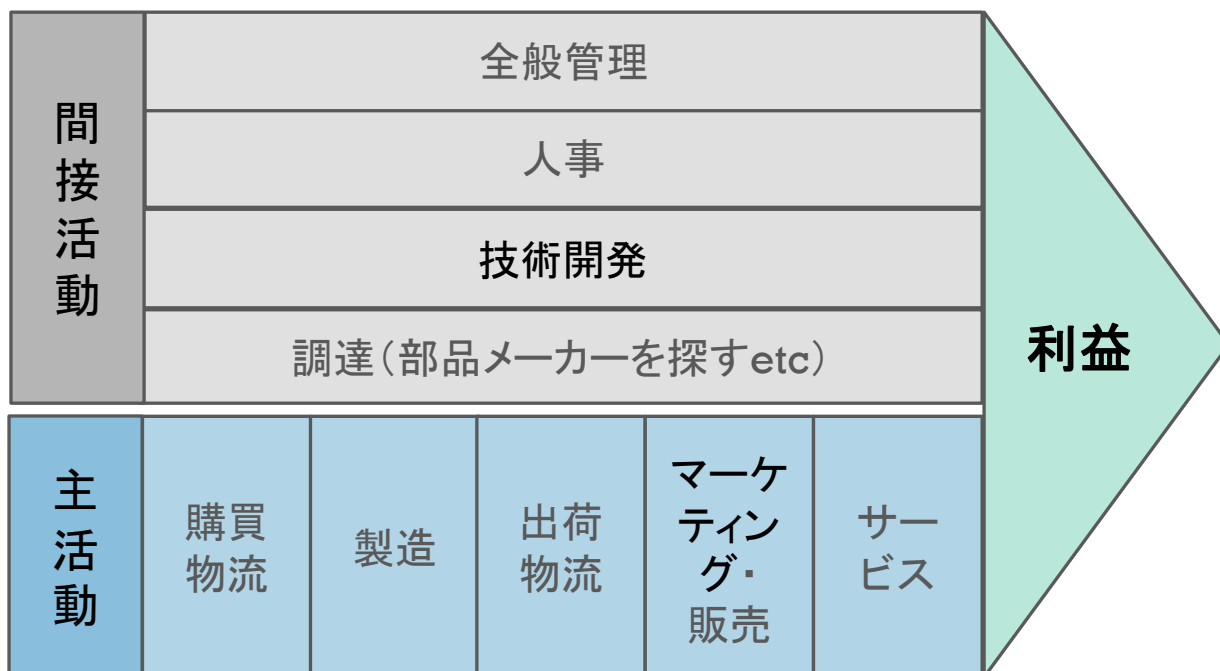 間
接
活
動
全般管理
人事
技術開発
調達（部品メーカーを探すetc）
利益
主
活
動
購買
物流
製造
出荷
物流
マーケ
ティン
グ・
販売
サー
ビス